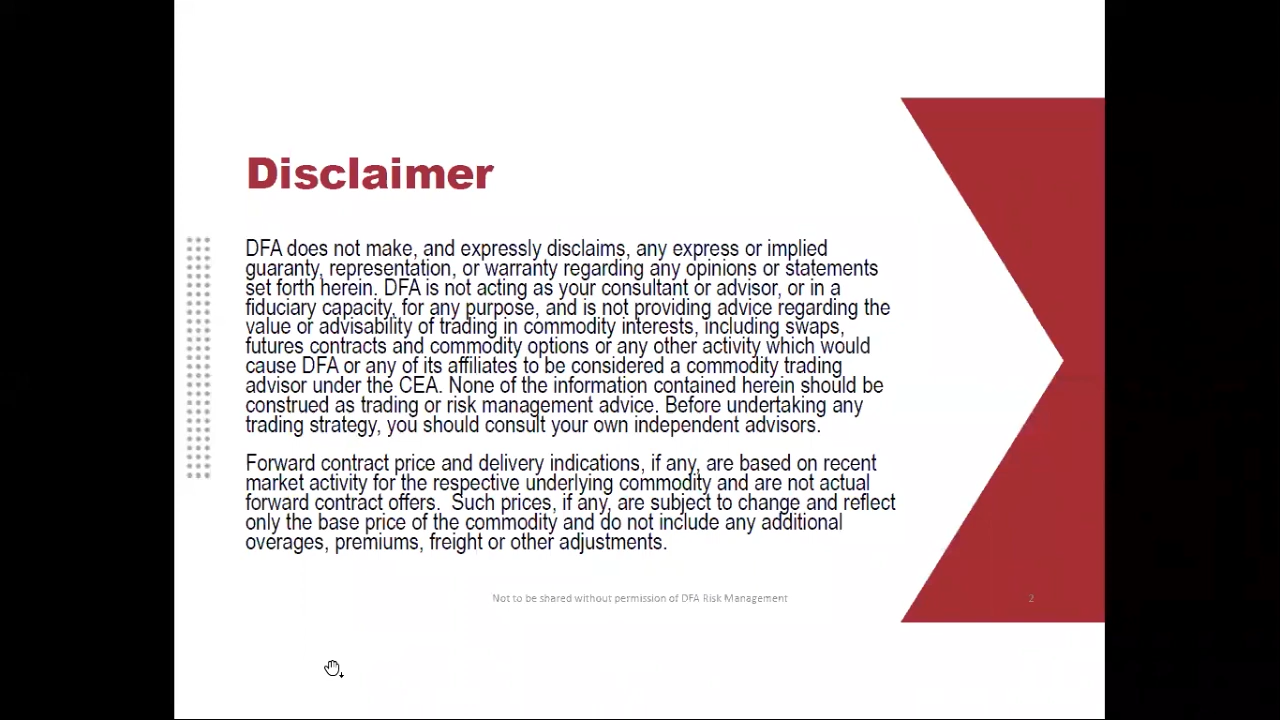 Disclaimer
DFA does not make, and expressly disclaims, any express or implied
guaranty, representation, or warranty regarding any opinions or statements
set forth herein. DFA is not acting as your consultant or advisor, or in a
fiduciary capacity, for any purpose, and is not providing advice regarding the
value or advisability of trading in commodity interests, including swaps,
futures contracts and commodity options or any other activity which would
cause DFA or any of its affiliates to be considered a commodity trading
advisor under the CEA. None of the information contained herein should be
construed as trading or risk management advice. Before undertaking any
trading strategy, you should consult your own independent advisors.
Forward contract price and delivery indications, if any, are based on recent
market activity for the respective underlying commodity and are not actual
forward contract offers.  Such prices, if any, are subject to change and reflect
only the base price of the commodity and do not include any additional
overages, premiums, freight or other adjustments.
Not to be shared without permission of DFA Risk Management
2